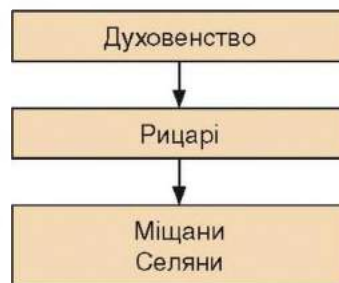 Духовенство
Рицарі
Міщани
Селяни